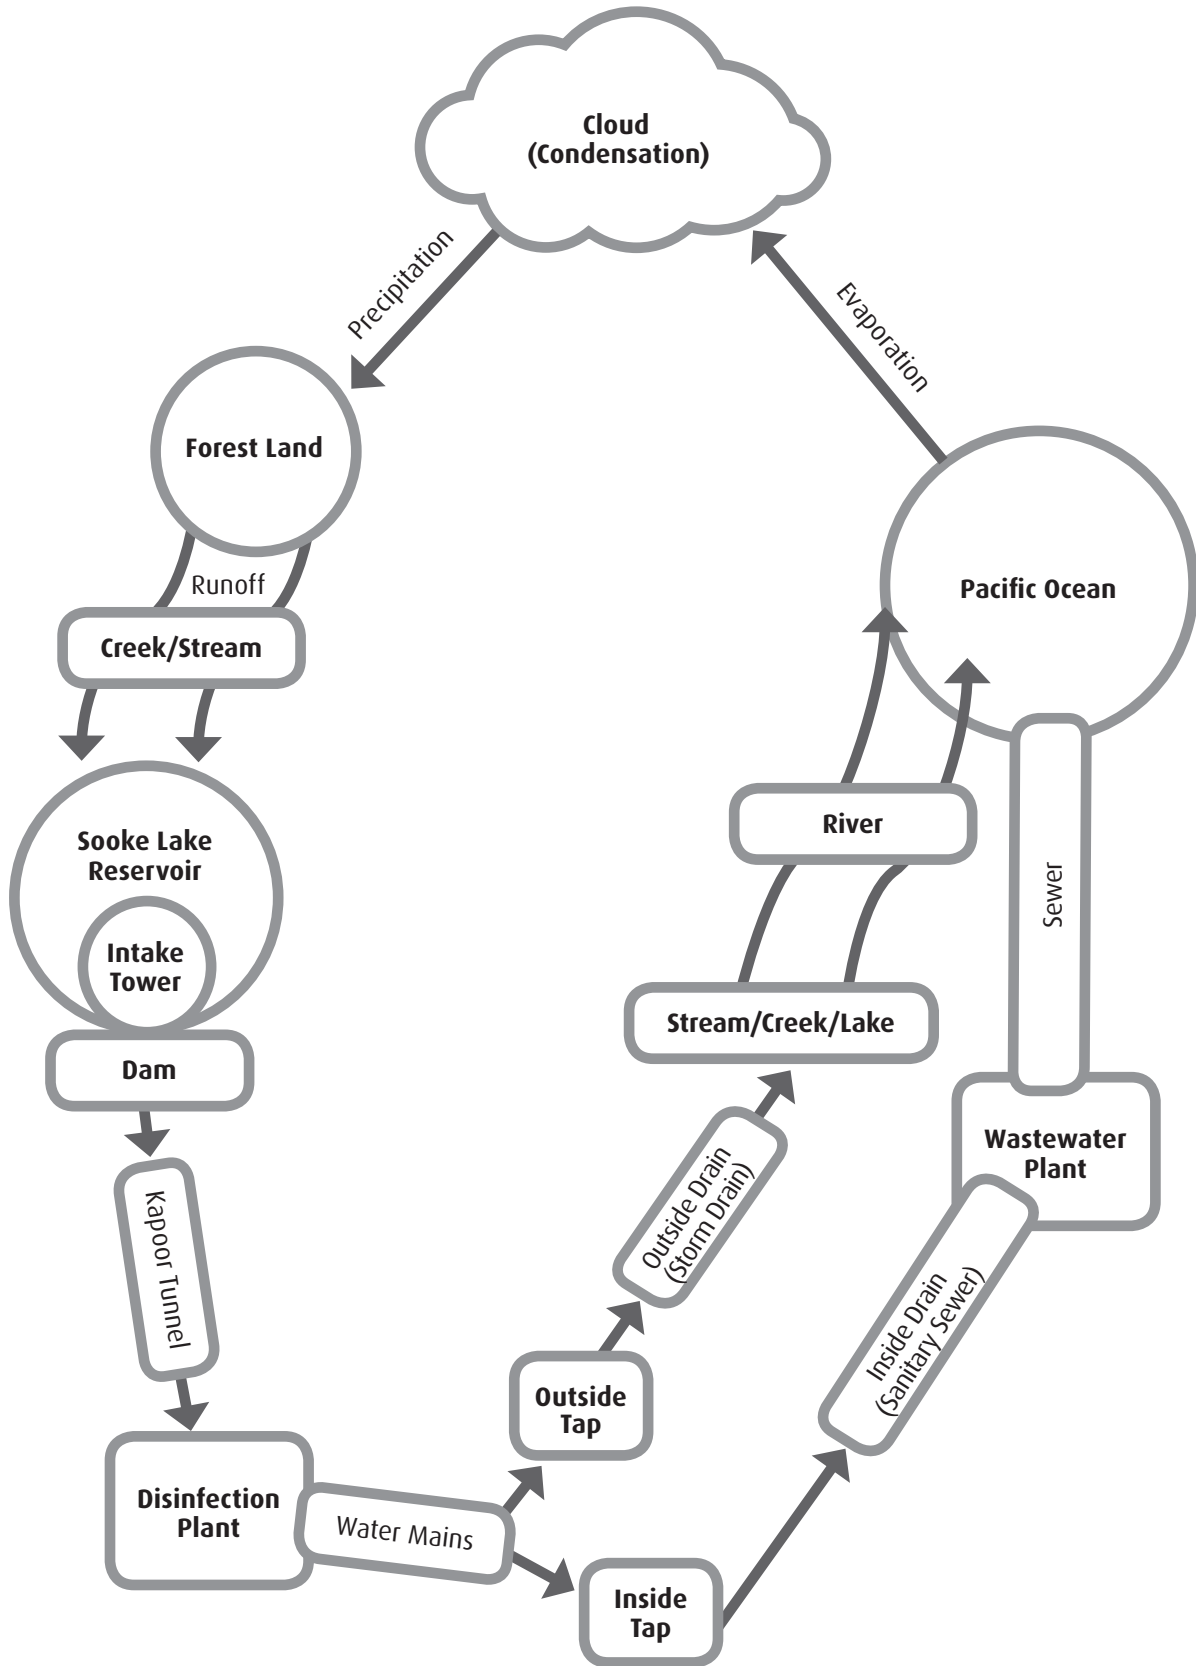 Cloud
(Condensation)
Precipitation
Evaporation
Forest Land
Runoff
Creek/Stream
Pacific Ocean
Sooke Lake
Reservoir
Intake
Tower
Dam
River
Sewer
Stream/Creek/Lake
Wastewater
Plant
Kapoor Tunnel
Outside Drain
(Storm Drain)
Inside Drain
(Sanitary Sewer)
Outside
Tap
Disinfection
Plant
Water Mains
Inside
Tap